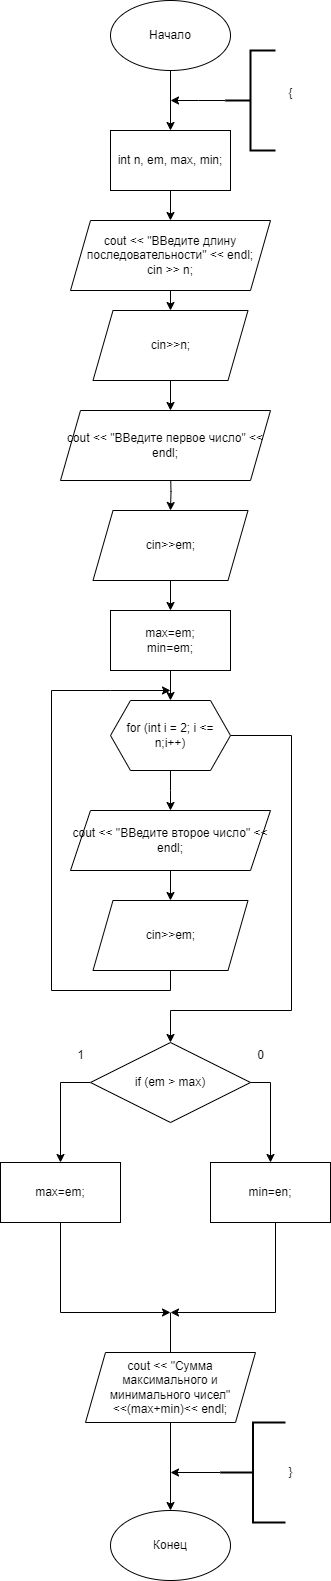 Начало
{
int n, em, max, min;
cout << "ВВедите длину
последовательности" << endl;
cin >> n;
cin>>n;
cout << "ВВедите первое число" <<
endl;
cin>>em;
max=em;
min=em;
for (int i = 2; i <=
n;i++)
cout << "ВВедите второе число" <<
endl;
cin>>em;
1
0
if (em > max)
max=em;
min=en;
cout << "Сумма
максимального и
минимального чисел"
<<(max+min)<< endl;
}
Конец